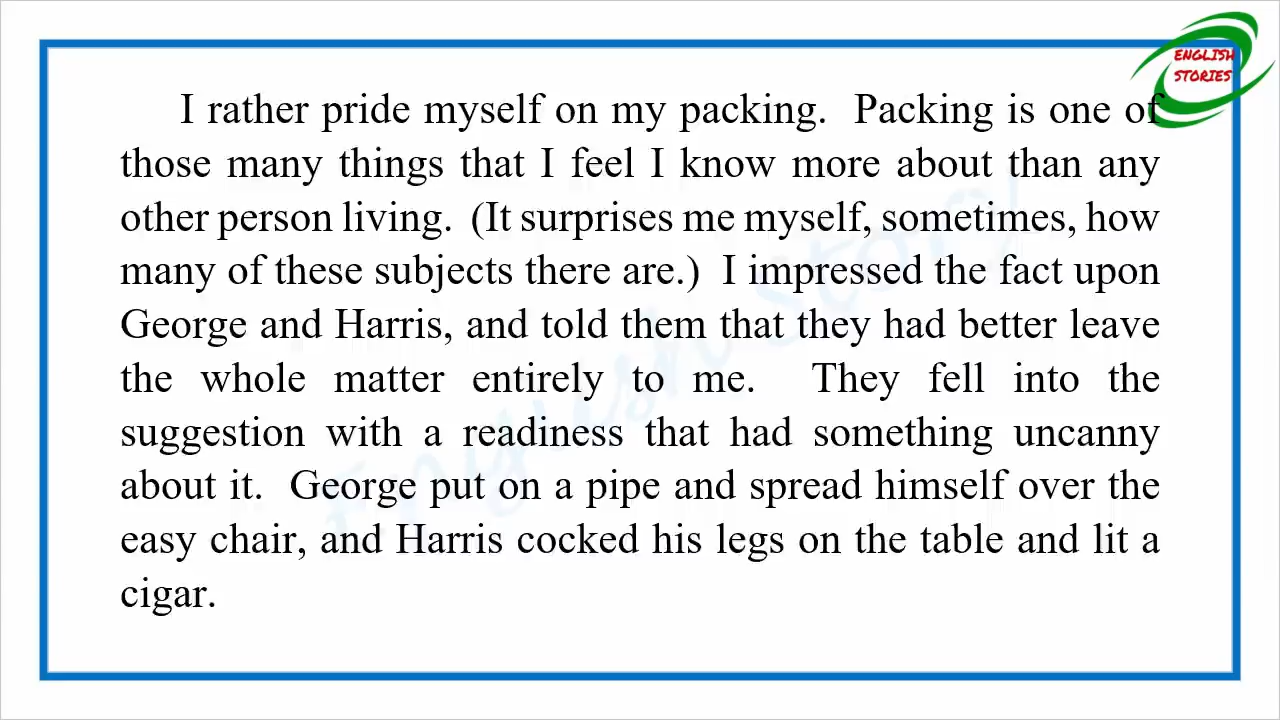 ENGLISH
STORIES
I rather pride myself on my packing.  Packing is one of
those many things that I feel I know more about than any
other person living.  (It surprises me myself, sometimes, how
many of these subjects there are.)  I impressed the fact upon
George and Harris, and told them that they had better leave
the whole matter entirely to me.  They fell into the
suggestion with a readiness that had something uncanny
about it.  George put on a pipe and spread himself over the
easy chair, and Harris cocked his legs on the table and lit a
cigar.
English Story